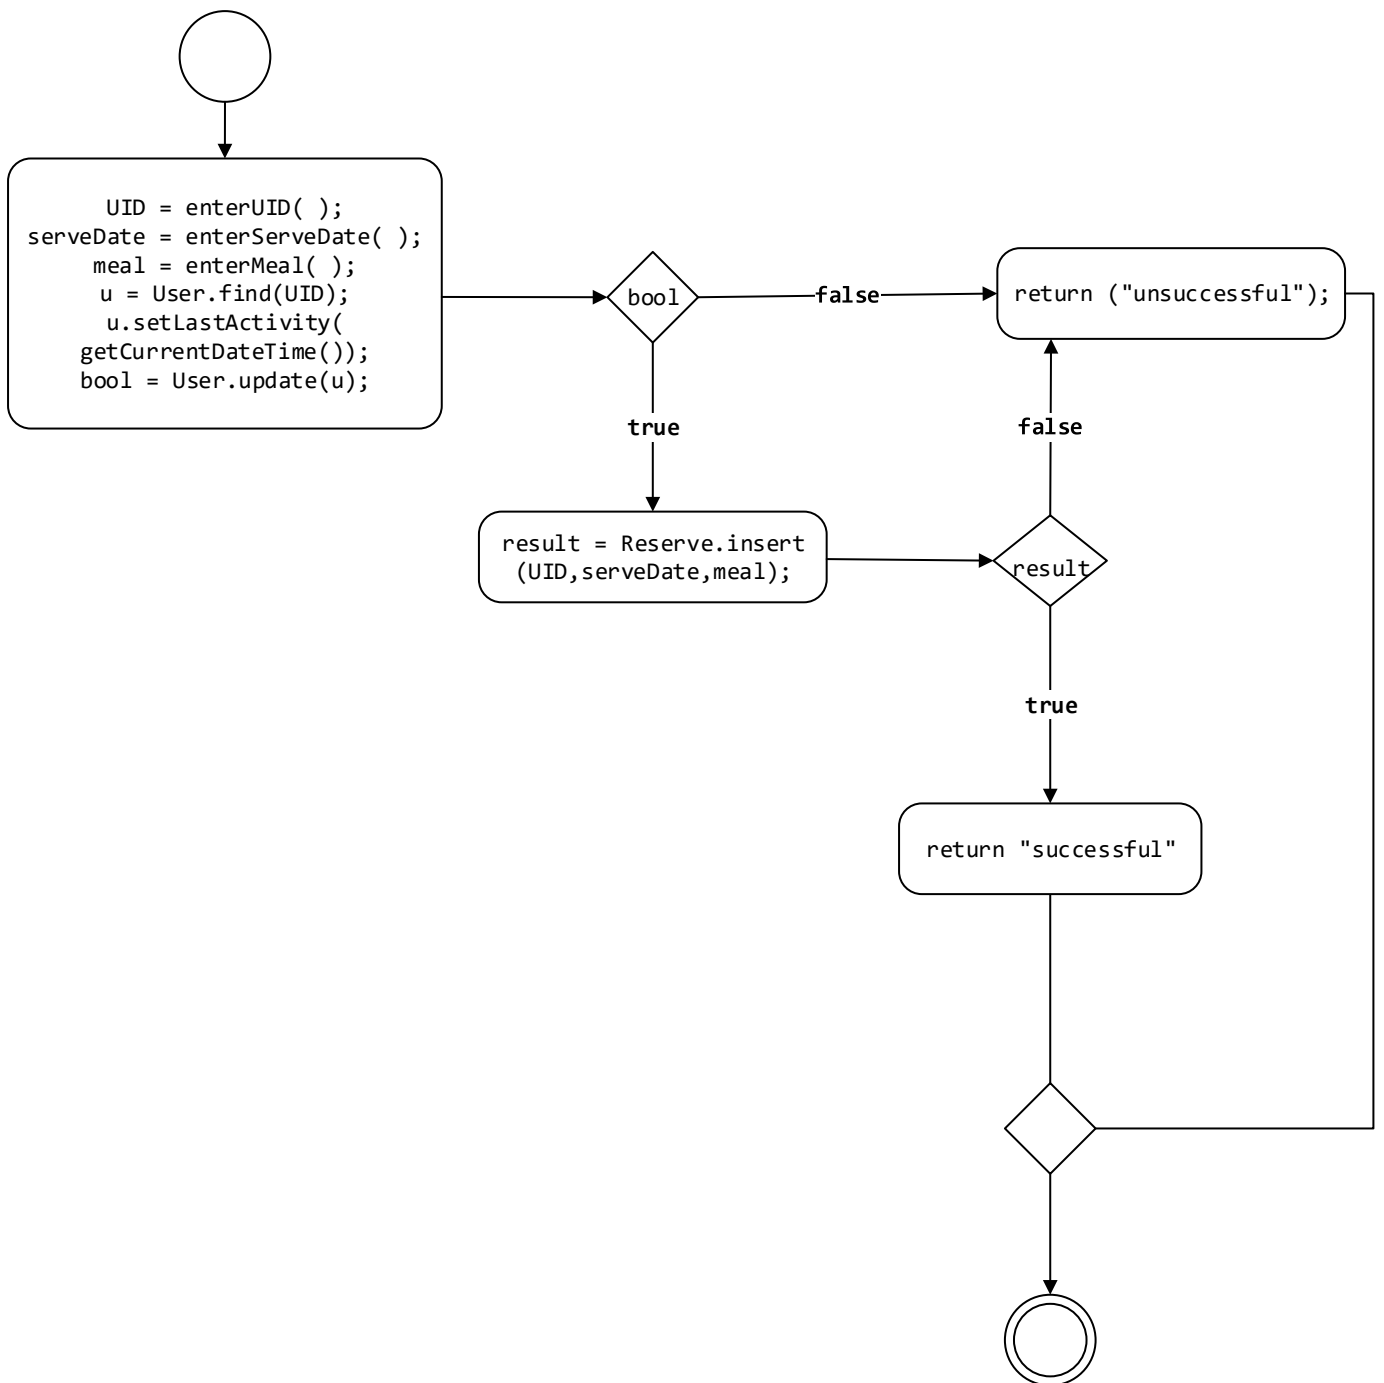 UID = enterUID( );
serveDate = enterServeDate( );
meal = enterMeal( );
u = User.find(UID);
u.setLastActivity(
getCurrentDateTime());
bool = User.update(u);
bool
false
return ("unsuccessful");
true
false
result = Reserve.insert
(UID,serveDate,meal);
result
true
return "successful"